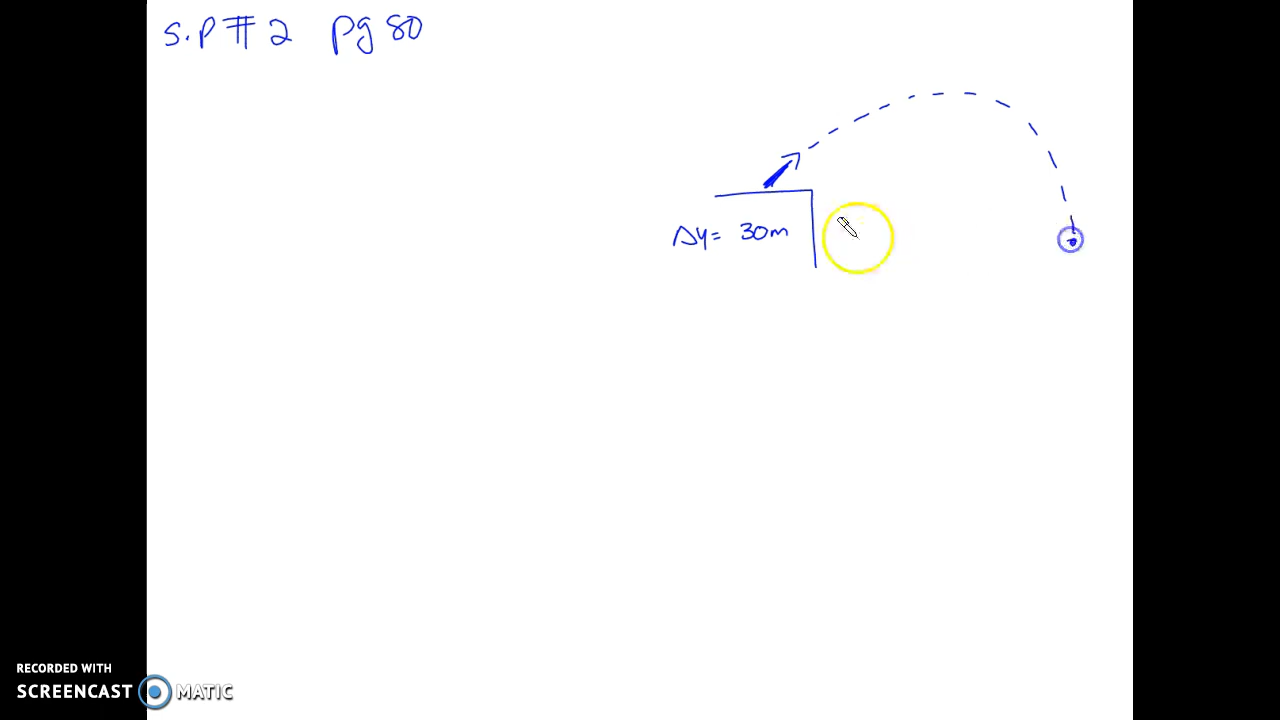 S.P # 2 pg 80
Δy = 30m
RECORDED WITH
SCREENCAST MATIC